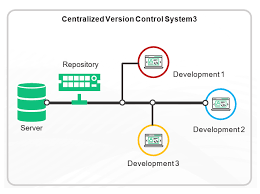 Centralized Version Control System3
Repository
Development 1
Server
Development 2
Development 3